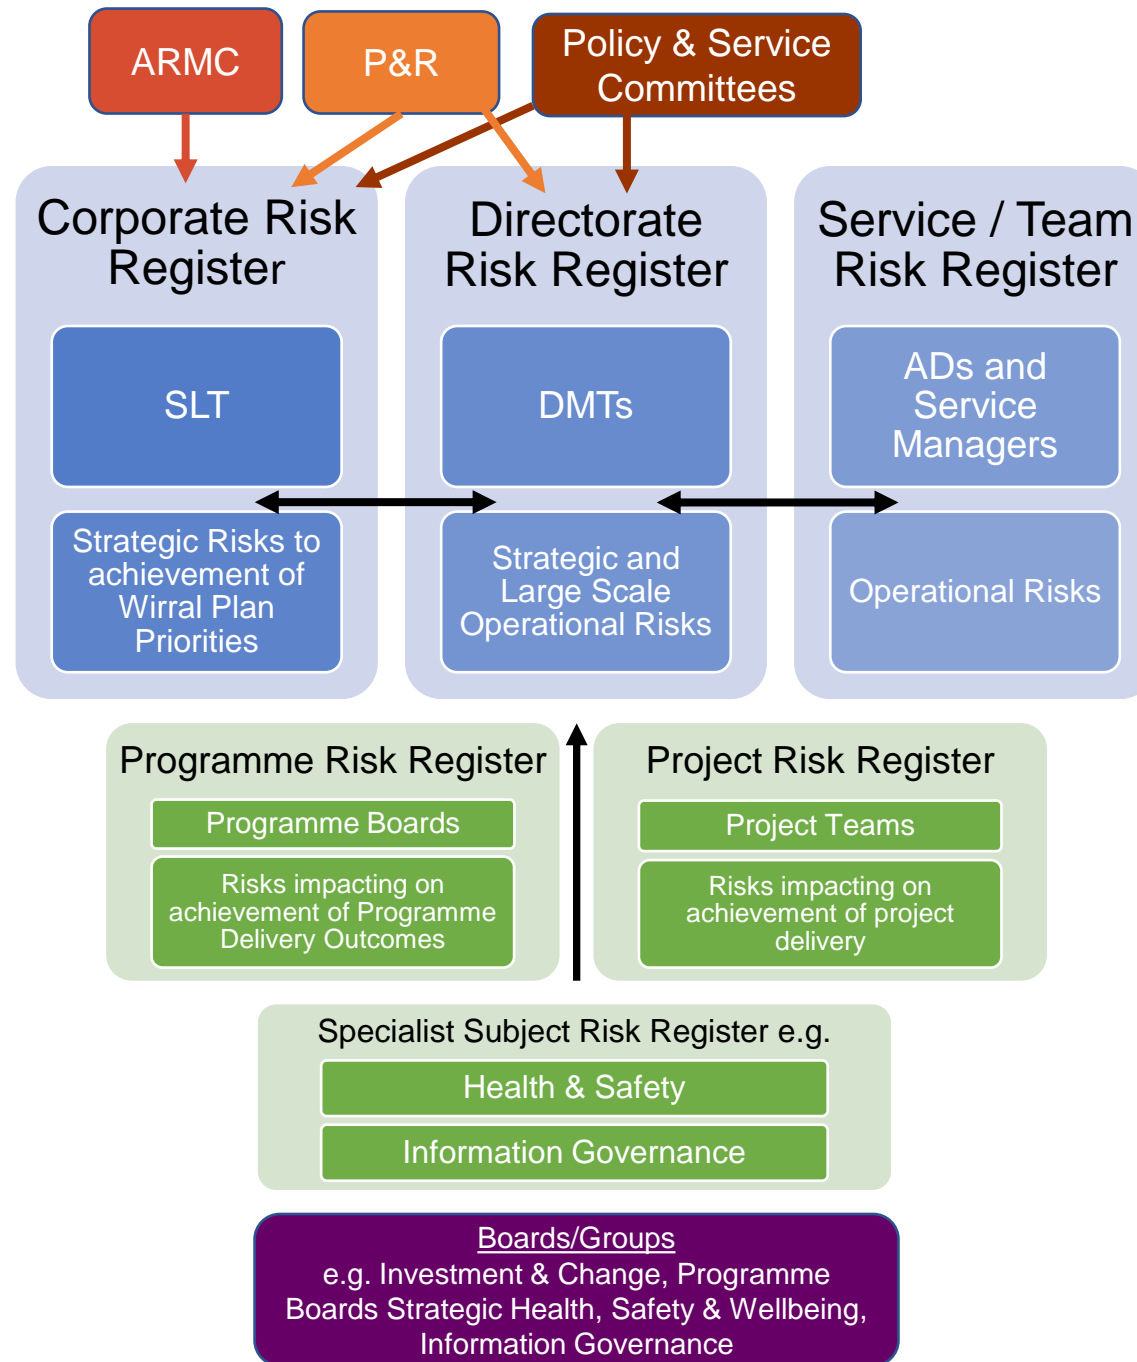 ARMC
P&R
Policy & Service
Committees
Corporate Risk
Register
Directorate
Risk Register
Service / Team
Risk Register
SLT
DMTs
ADs and
Service
Managers
Strategic Risks to
achievement of
Wirral Plan
Priorities
Strategic and
Large Scale
Operational Risks
Operational Risks
Programme Risk Register
Programme Boards
Risks impacting on
achievement of Programme
Delivery Outcomes
Project Risk Register
Project Teams
Risks impacting on
achievement of project
delivery
Specialist Subject Risk Register e.g.
Health & Safety
Information Governance
Boards/Groups
e.g. Investment & Change, Programme
Boards Strategic Health, Safety & Wellbeing,
Information Governance